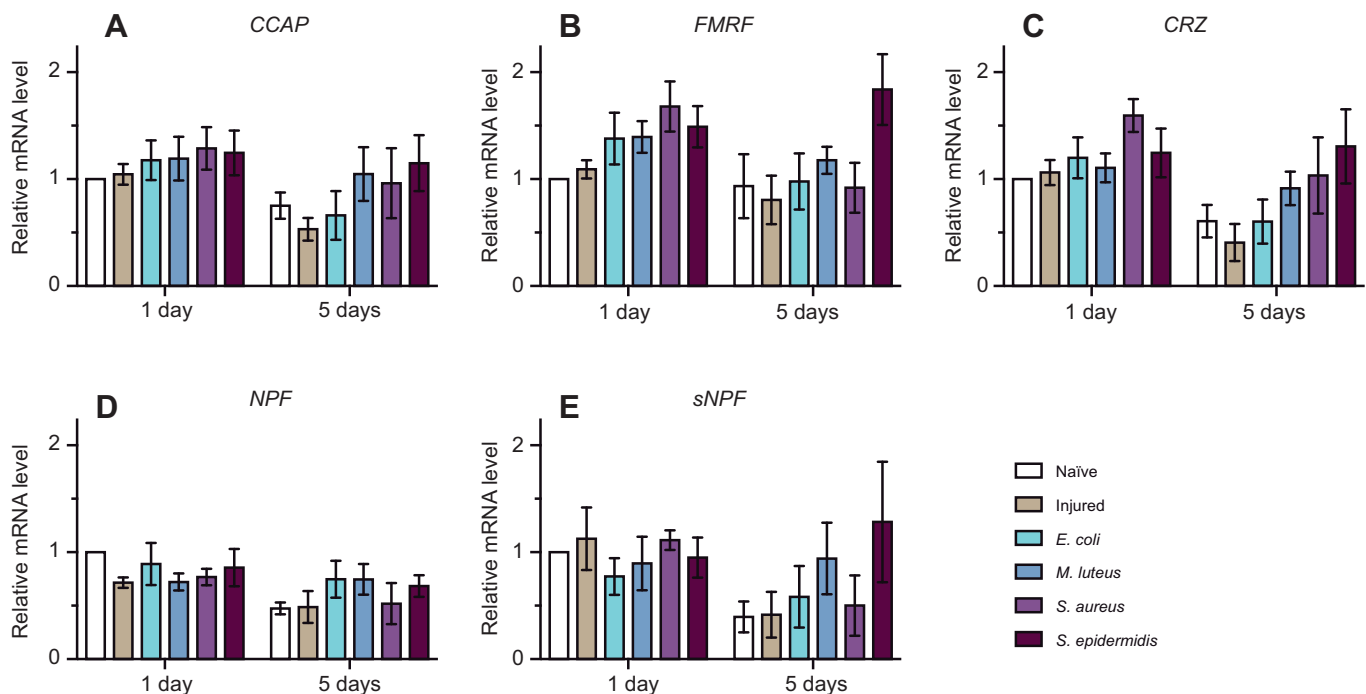 A
CCAP
Relative mRNA level
2
1
0
1 day
5 days
B
FMRF
Relative mRNA level
2
1
0
1 day
5 days
C
CRZ
Relative mRNA level
2
1
0
1 day
5 days
D
NPF
Relative mRNA level
2
1
0
1 day
5 days
E
sNPF
Relative mRNA level
2
1
0
1 day
5 days
Naïve
Injured
E. coli
M. luteus
S. aureus
S. epidermidis